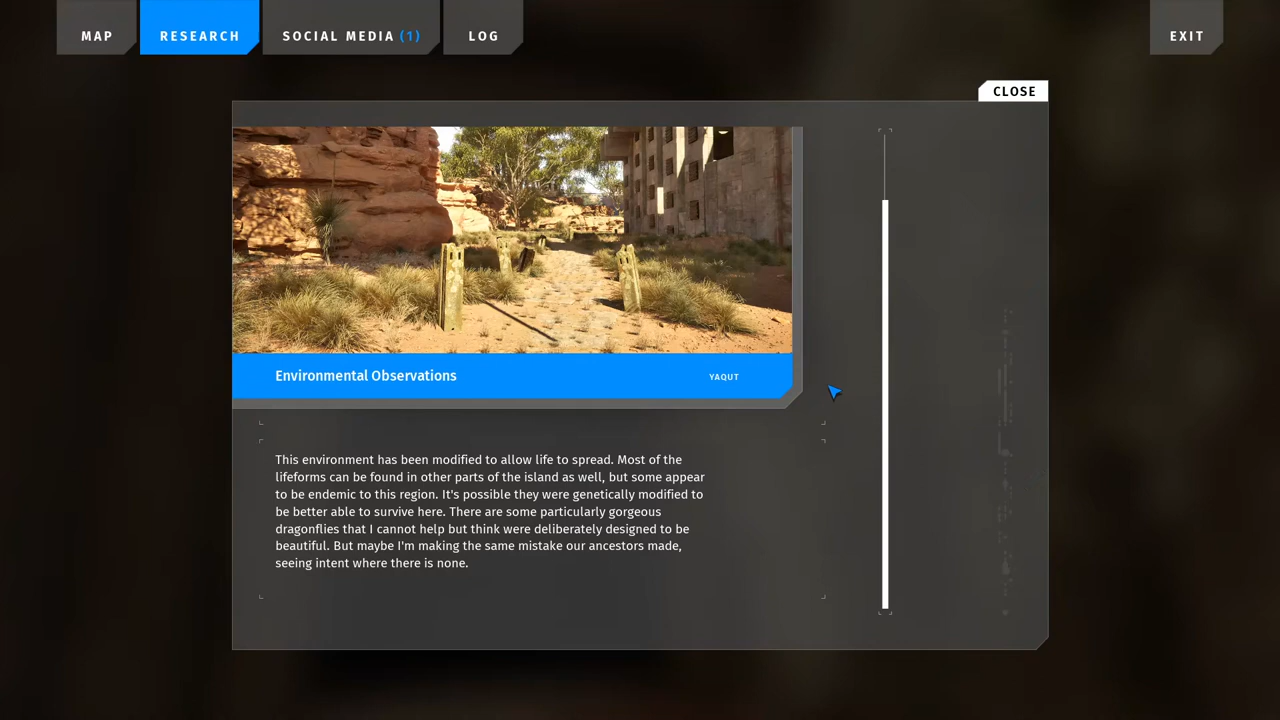 MAP
RESEARCH
SOCIAL MEDIA (1)
LOG
EXIT
CLOSE
Environmental Observations
YAQUT
This environment has been modified to allow life to spread. Most of the
lifeforms can be found in other parts of the island as well, but some appear
to be endemic to this region. It's possible they were genetically modified to
be better able to survive here. There are some particularly gorgeous
dragonflies that I cannot help but think were deliberately designed to be
beautiful. But maybe I'm making the same mistake our ancestors made,
seeing intent where there is none.